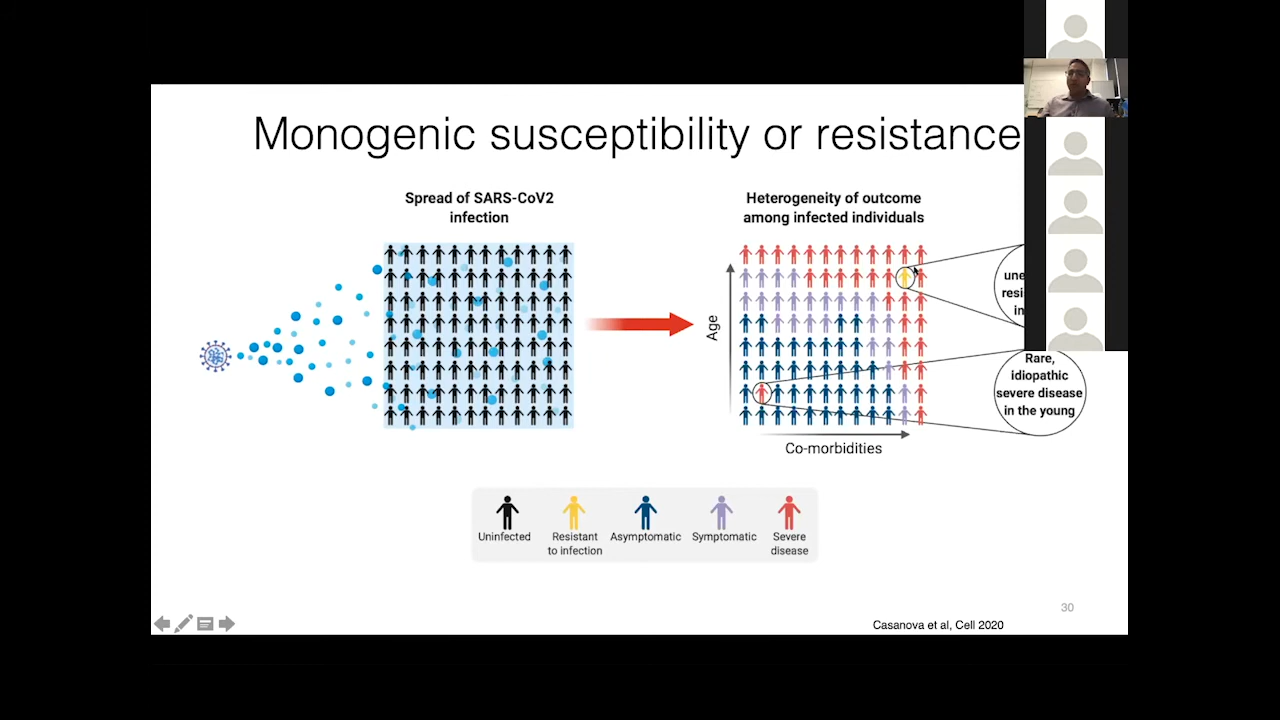 Monogenic susceptibility or resistance
Spread of SARS-CoV2
infection
Heterogeneity of outcome
among infected individuals
Age
Co-morbidities
Rare,
idiopathic
severe disease
in the young
Uninfected
Resistant
to infection
Asymptomatic
Symptomatic
Severe
disease
30
Casanova et al, Cell 2020